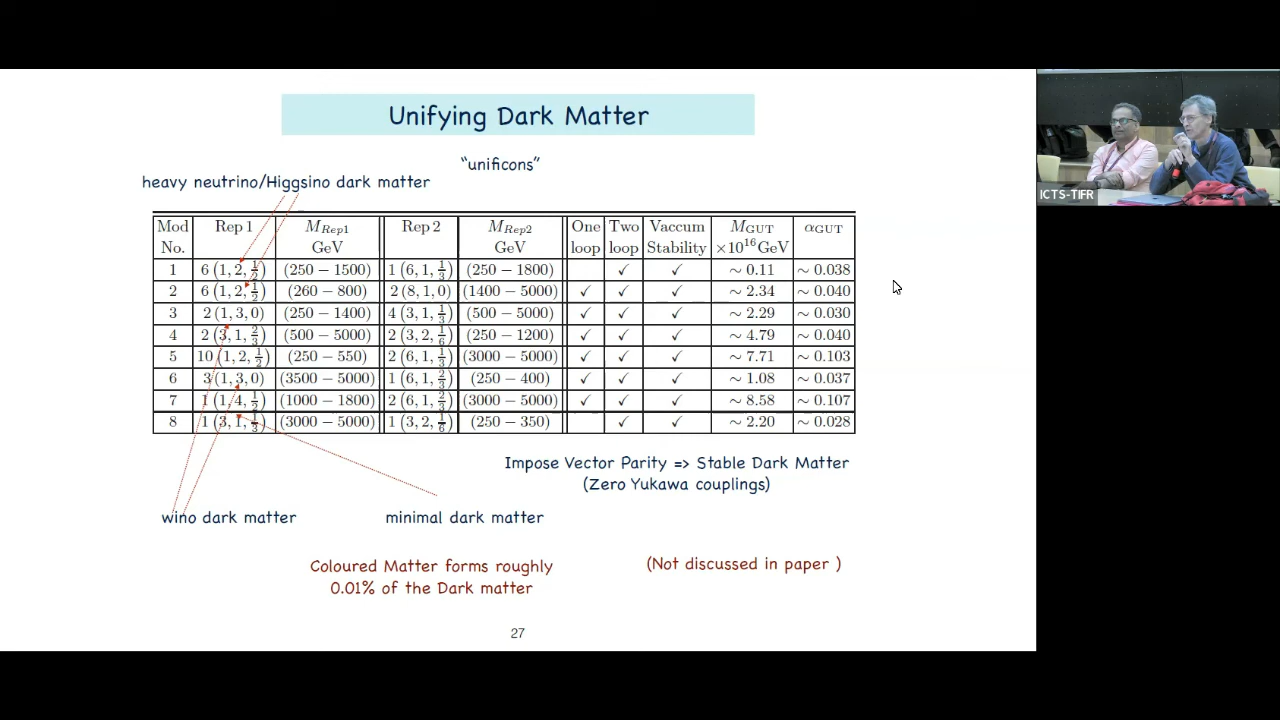 Unifying Dark Matter
"unificons"
heavy neutrino/Higgsino dark matter
Mod No. | Rep 1 | M_Rep1 GeV | Rep 2 | M_Rep2 GeV | One loop | Two loop | Vaccum Stability | M_GUT ×10^16 GeV | α_GUT
1 | 6 (1, 2, 1/2) | (250 − 1500) | 1 (6, 1, 1/3) | (250 − 1800) | | ✓ | ✓ | ∼ 0.11 | ∼ 0.038
2 | 6 (1, 2, 1/2) | (260 − 800) | 2 (8, 1, 0) | (1400 − 5000) | ✓ | ✓ | ✓ | ∼ 2.34 | ∼ 0.040
3 | 2 (1, 3, 0) | (250 − 1400) | 4 (3, 1, 1/3) | (500 − 5000) | ✓ | ✓ | ✓ | ∼ 2.29 | ∼ 0.030
4 | 2 (3, 1, 2/3) | (500 − 5000) | 2 (3, 2, 1/6) | (250 − 1200) | ✓ | ✓ | ✓ | ∼ 4.79 | ∼ 0.040
5 | 10 (1, 2, 1/2) | (250 − 550) | 2 (6, 1, 1/3) | (3000 − 5000) | ✓ | ✓ | ✓ | ∼ 7.71 | ∼ 0.103
6 | 3 (1, 3, 0) | (3500 − 5000) | 1 (6, 1, 2/3) | (250 − 400) | ✓ | ✓ | ✓ | ∼ 1.08 | ∼ 0.037
7 | 1 (1, 4, 1/2) | (1000 − 1800) | 2 (6, 1, 2/3) | (3000 − 5000) | ✓ | ✓ | ✓ | ∼ 8.58 | ∼ 0.107
8 | 1 (3, 1, 1/3) | (3000 − 5000) | 1 (3, 2, 1/6) | (250 − 350) | | ✓ | ✓ | ∼ 2.20 | ∼ 0.028
Impose Vector Parity => Stable Dark Matter
(Zero Yukawa couplings)
wino dark matter
minimal dark matter
Coloured Matter forms roughly
0.01% of the Dark matter
(Not discussed in paper )
27
ICTS-TIFR